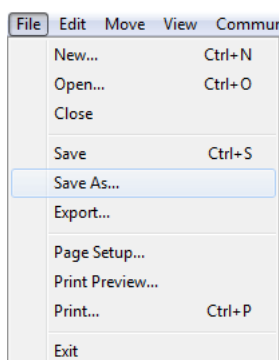 File Edit Move View
New... Ctrl+N
Open... Ctrl+O
Close
Save Ctrl+S
Save As...
Export...
Page Setup...
Print Preview...
Print... Ctrl+P
Exit